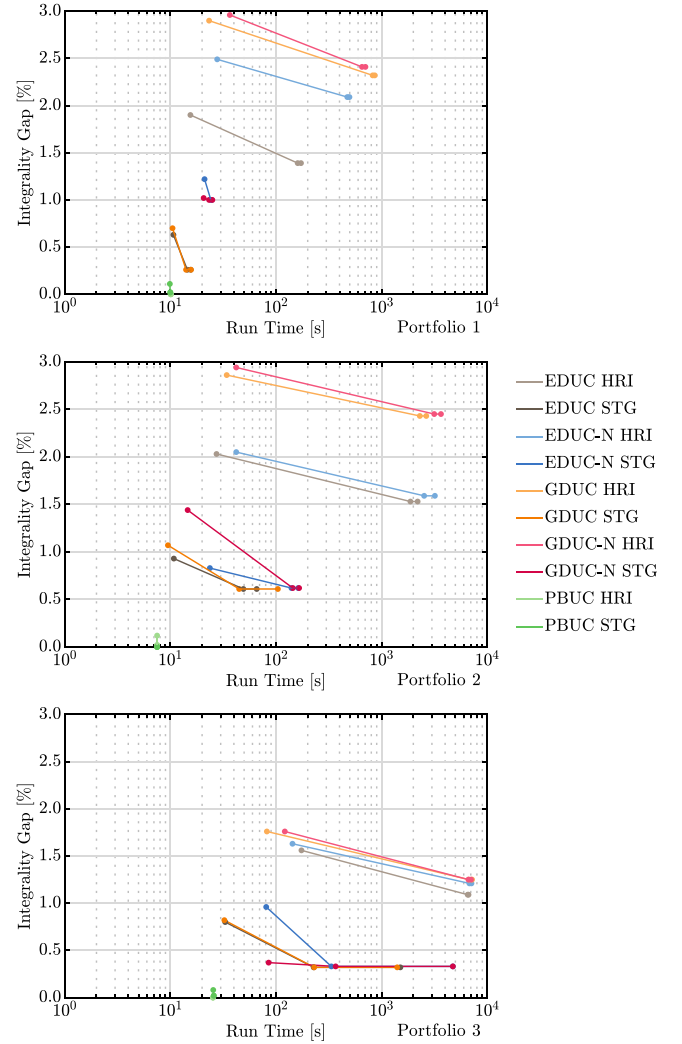 3.0
2.5
2.0
1.5
1.0
0.5
0.0
Integrality Gap [%]
10^0 10^1 10^2 10^3 10^4
Run Time [s] Portfolio 1
3.0
2.5
2.0
1.5
1.0
0.5
0.0
Integrality Gap [%]
10^0 10^1 10^2 10^3 10^4
Run Time [s] Portfolio 2
EDUC HRI
EDUC STG
EDUC-N HRI
EDUC-N STG
GDUC HRI
GDUC STG
GDUC-N HRI
GDUC-N STG
PBUC HRI
PBUC STG
3.0
2.5
2.0
1.5
1.0
0.5
0.0
Integrality Gap [%]
10^0 10^1 10^2 10^3 10^4
Run Time [s] Portfolio 3